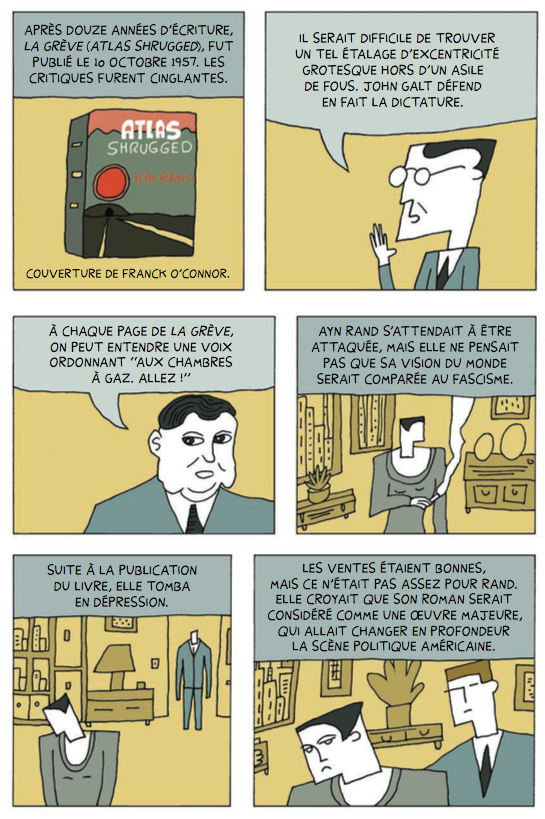 APRÈS DOUZE ANNÉES D'ÉCRITURE,
LA GRÈVE (ATLAS SHRUGGED), FUT
PUBLIÉ LE 10 OCTOBRE 1957. LES
CRITIQUES FURENT CINGLANTES.
ATLAS
SHRUGGED
AYN RAND
COUVERTURE DE FRANCK O'CONNOR.
IL SERAIT DIFFICILE DE TROUVER
UN TEL ÉTALAGE D'EXCENTRICITÉ
GROTESQUE HORS D'UN ASILE
DE FOUS. JOHN GALT DÉFEND
EN FAIT LA DICTATURE.
À CHAQUE PAGE DE LA GRÈVE,
ON PEUT ENTENDRE UNE VOIX
ORDONNANT "AUX CHAMBRES
À GAZ. ALLEZ !"
AYN RAND S'ATTENDAIT À ÊTRE
ATTAQUÉE, MAIS ELLE NE PENSAIT
PAS QUE SA VISION DU MONDE
SERAIT COMPARÉE AU FASCISME.
SUITE À LA PUBLICATION
DU LIVRE, ELLE TOMBA
EN DÉPRESSION.
LES VENTES ÉTAIENT BONNES,
MAIS CE N'ÉTAIT PAS ASSEZ POUR RAND.
ELLE CROYAIT QUE SON ROMAN SERAIT
CONSIDÉRÉ COMME UNE ŒUVRE MAJEURE,
QUI ALLAIT CHANGER EN PROFONDEUR
LA SCÈNE POLITIQUE AMÉRICAINE.